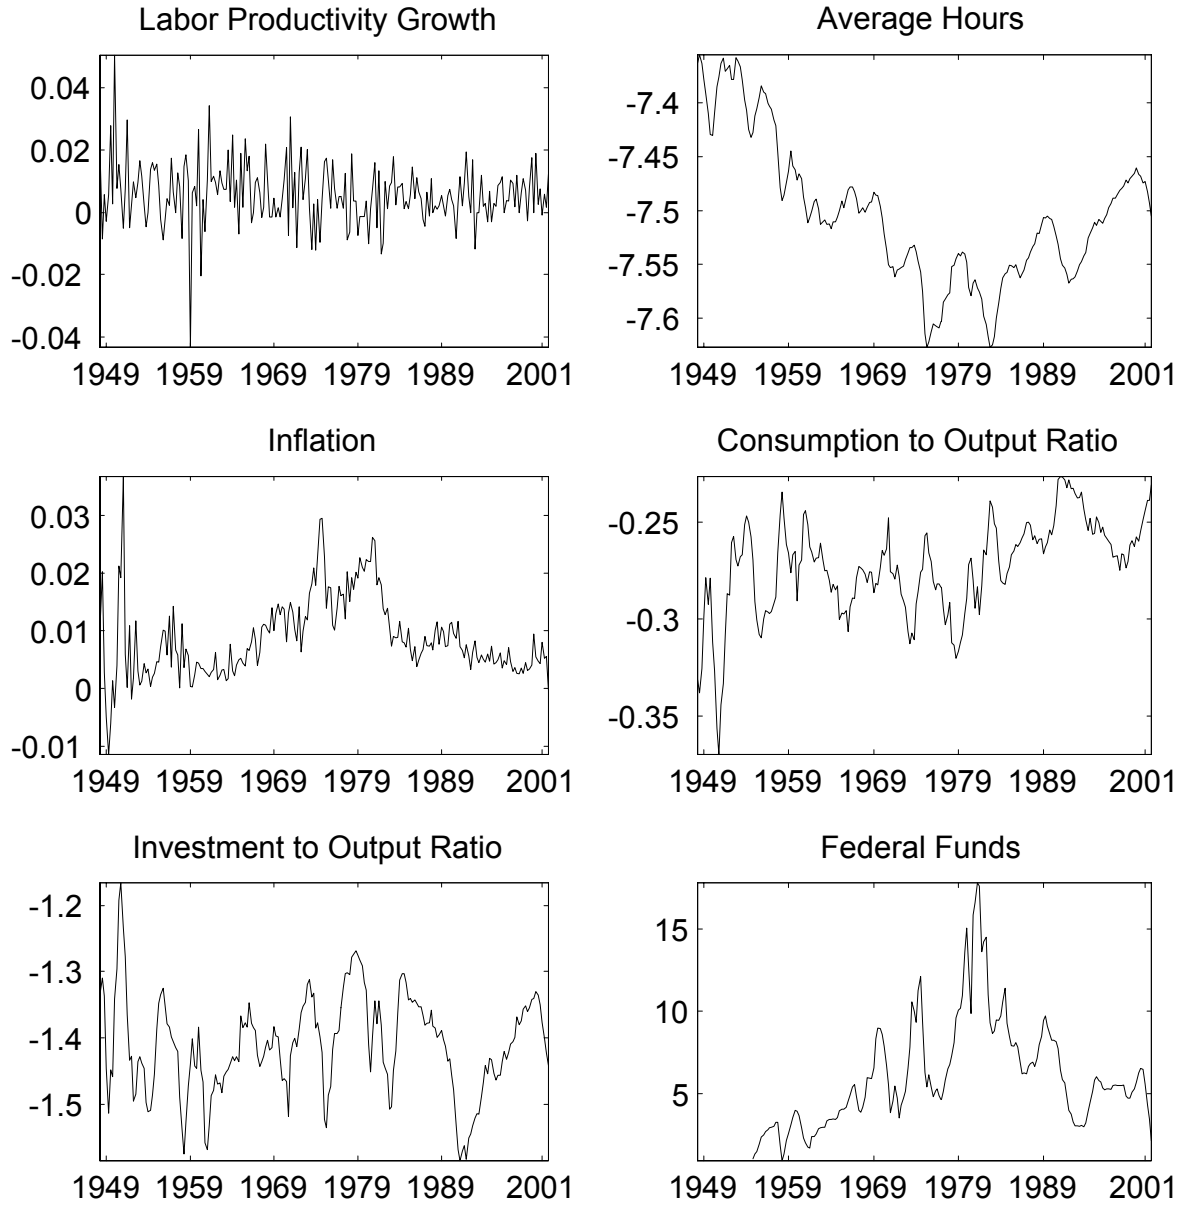 Labor Productivity Growth
0.04
0.02
0
-0.02
-0.04
1949 1959 1969 1979 1989 2001
Average Hours
-7.4
-7.45
-7.5
-7.55
-7.6
1949 1959 1969 1979 1989 2001
Inflation
0.03
0.02
0.01
0
-0.01
1949 1959 1969 1979 1989 2001
Consumption to Output Ratio
-0.25
-0.3
-0.35
1949 1959 1969 1979 1989 2001
Investment to Output Ratio
-1.2
-1.3
-1.4
-1.5
1949 1959 1969 1979 1989 2001
Federal Funds
15
10
5
1949 1959 1969 1979 1989 2001